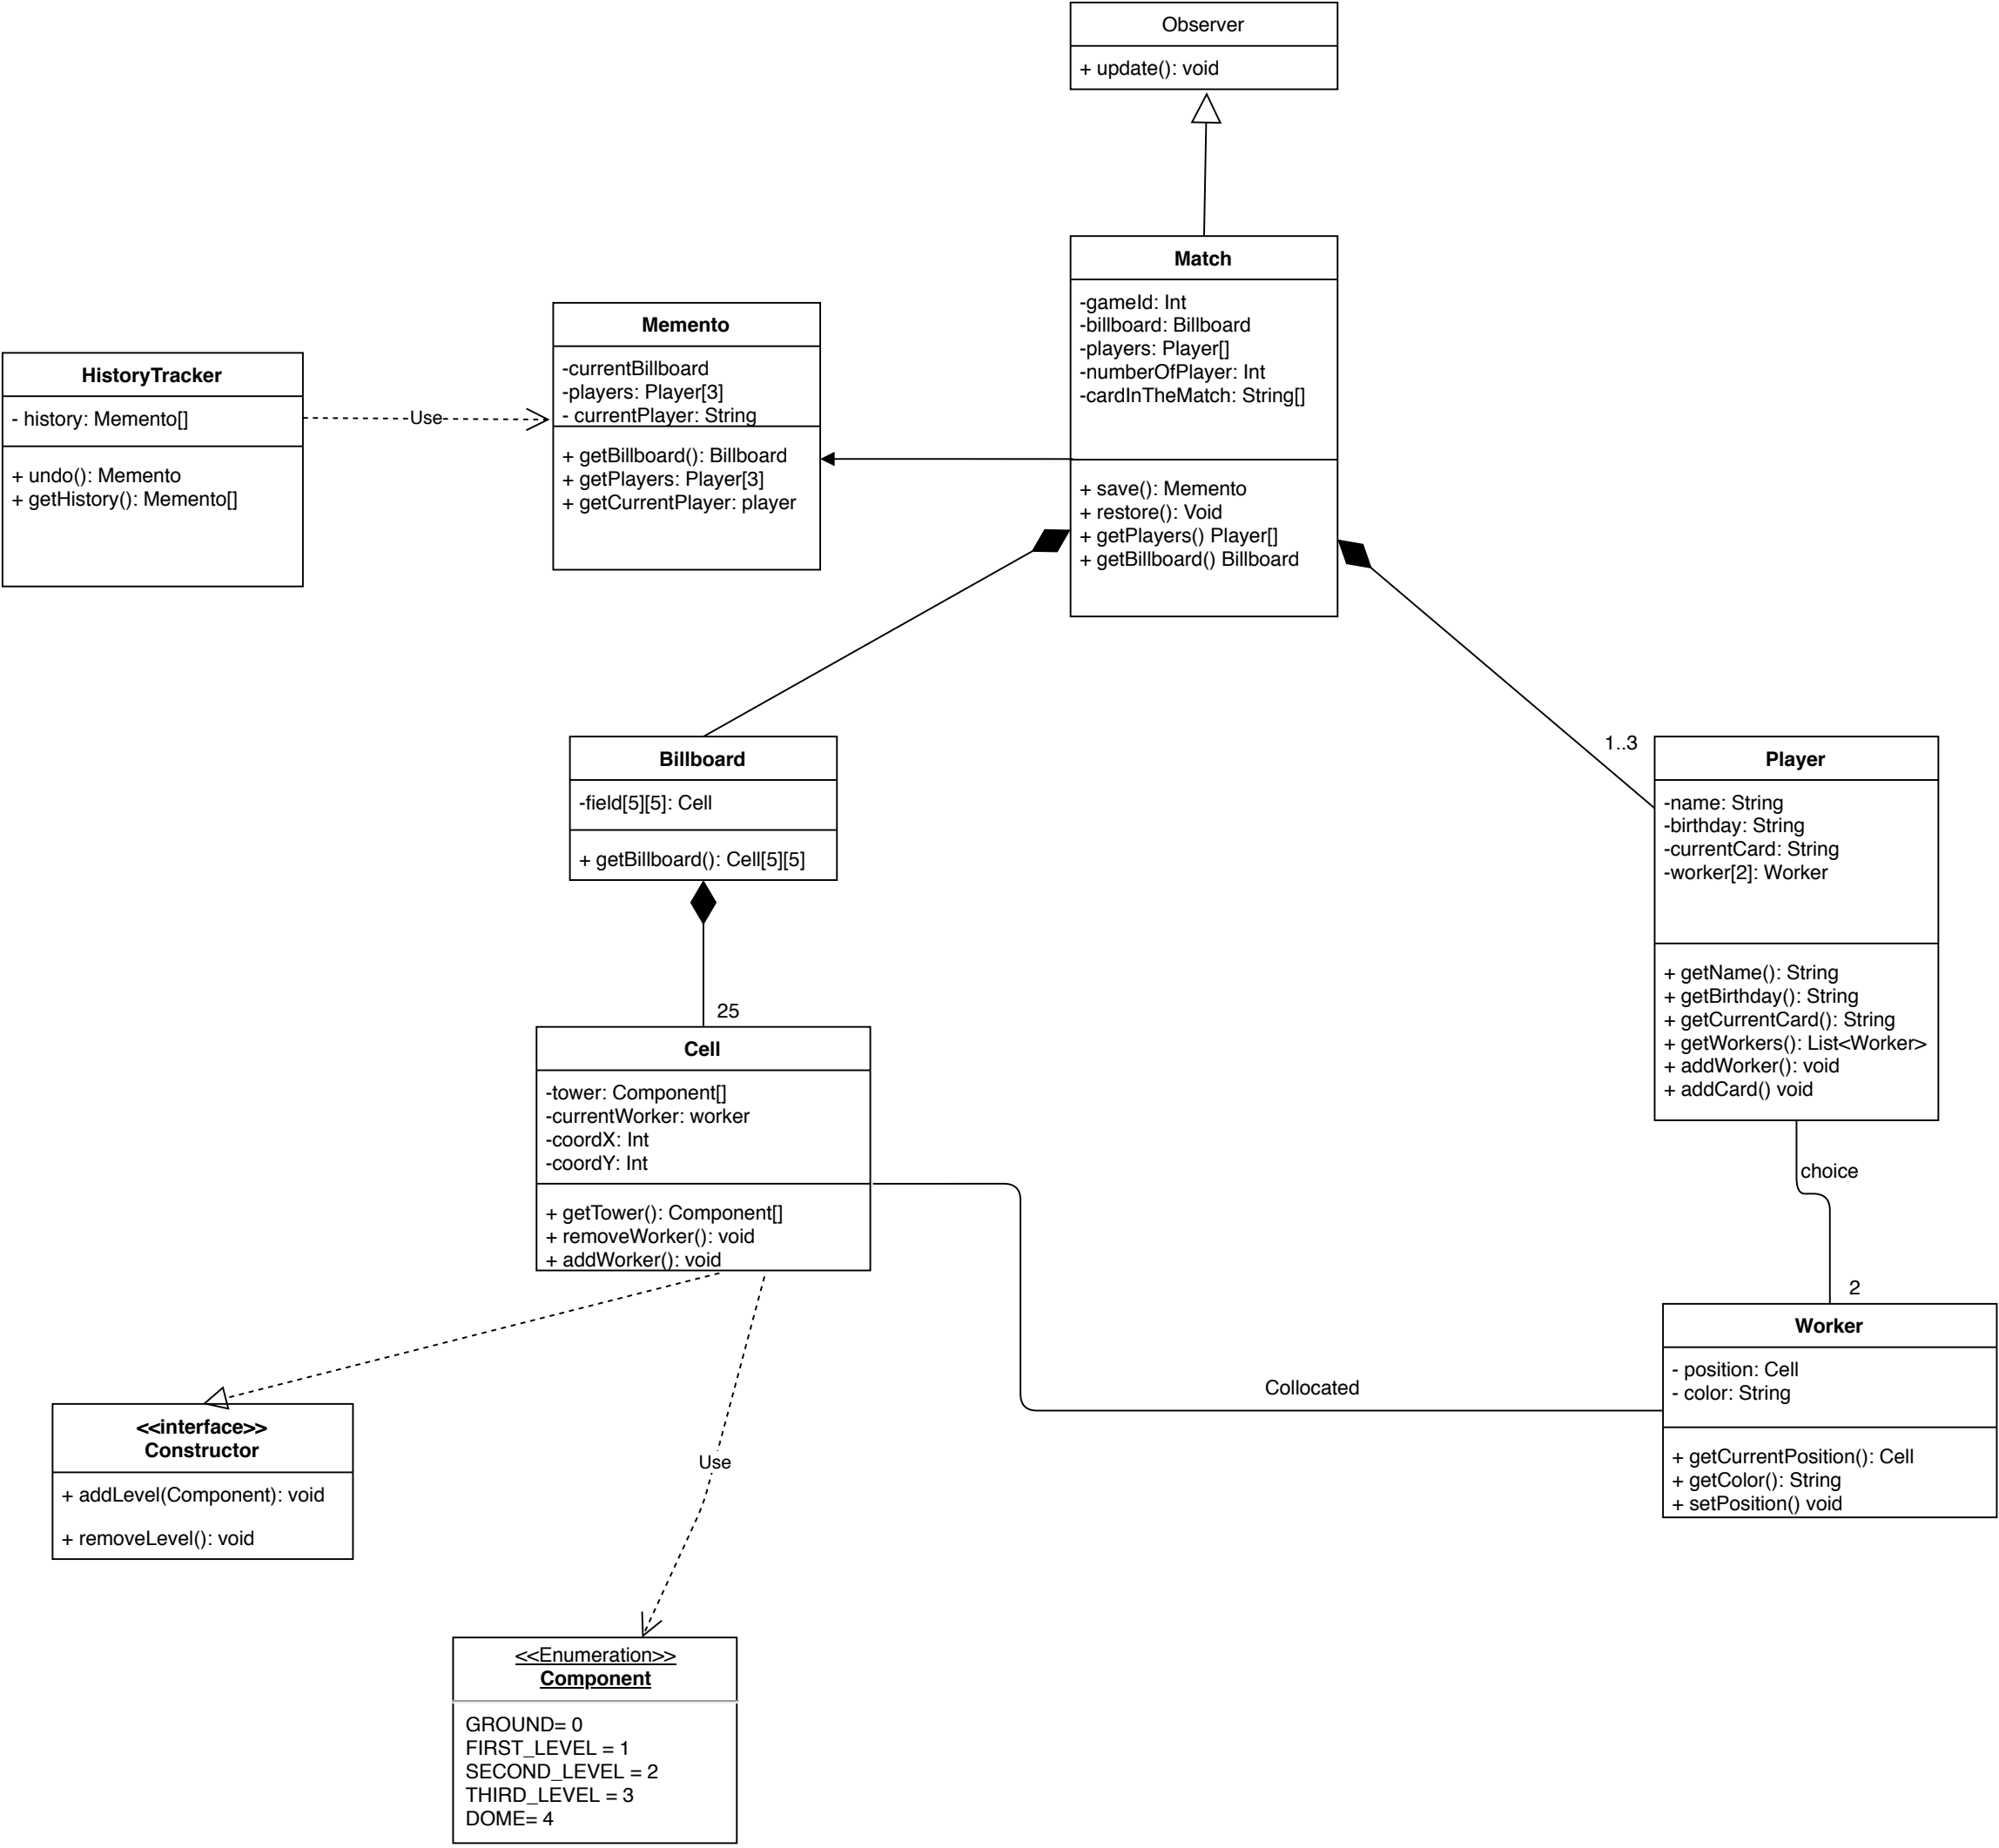 Observer
+ update(): void
Match
-gameId: Int
-billboard: Billboard
-players: Player[]
-numberOfPlayer: Int
-cardInTheMatch: String[]
+ save(): Memento
+ restore(): Void
+ getPlayers() Player[]
+ getBillboard() Billboard
Memento
-currentBillboard
-players: Player[3]
- currentPlayer: String
+ getBillboard(): Billboard
+ getPlayers: Player[3]
+ getCurrentPlayer: player
HistoryTracker
- history: Memento[]
+ undo(): Memento
+ getHistory(): Memento[]
Use
Billboard
-field[5][5]: Cell
+ getBillboard(): Cell[5][5]
1..3
Player
-name: String
-birthday: String
-currentCard: String
-worker[2]: Worker
+ getName(): String
+ getBirthday(): String
+ getCurrentCard(): String
+ getWorkers(): List<Worker>
+ addWorker(): void
+ addCard() void
25
Cell
-tower: Component[]
-currentWorker: worker
-coordX: Int
-coordY: Int
+ getTower(): Component[]
+ removeWorker(): void
+ addWorker(): void
choice
2
Worker
- position: Cell
- color: String
+ getCurrentPosition(): Cell
+ getColor(): String
+ setPosition() void
Collocated
<<interface>>
Constructor
+ addLevel(Component): void
+ removeLevel(): void
Use
<<Enumeration>>
Component
GROUND= 0
FIRST_LEVEL = 1
SECOND_LEVEL = 2
THIRD_LEVEL = 3
DOME= 4